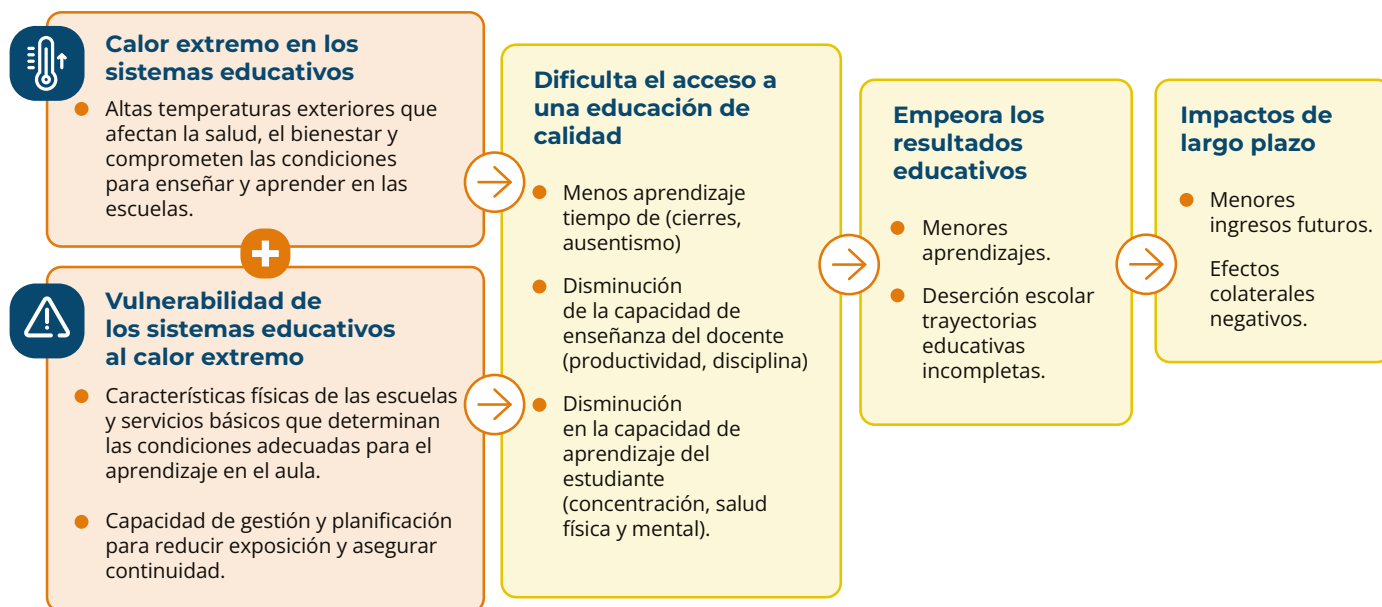 Calor extremo en los
sistemas educativos
Altas temperaturas exteriores que
afectan la salud, el bienestar y
comprometen las condiciones
para enseñar y aprender en las
escuelas.
Vulnerabilidad de
los sistemas educativos
al calor extremo
Características físicas de las escuelas
y servicios básicos que determinan
las condiciones adecuadas para el
aprendizaje en el aula.
Capacidad de gestión y planificación
para reducir exposición y asegurar
continuidad.
Dificulta el acceso a
una educación de
calidad
Menos aprendizaje
tiempo de (cierres,
ausentismo)
Disminución
de la capacidad de
enseñanza del docente
(productividad, disciplina)
Disminución
en la capacidad de
aprendizaje del
estudiante
(concentración, salud
física y mental).
Empeora los
resultados
educativos
Menores
aprendizajes.
Deserción escolar
trayectorias
educativas
incompletas.
Impactos de
largo plazo
Menores
ingresos futuros.
Efectos
colaterales
negativos.